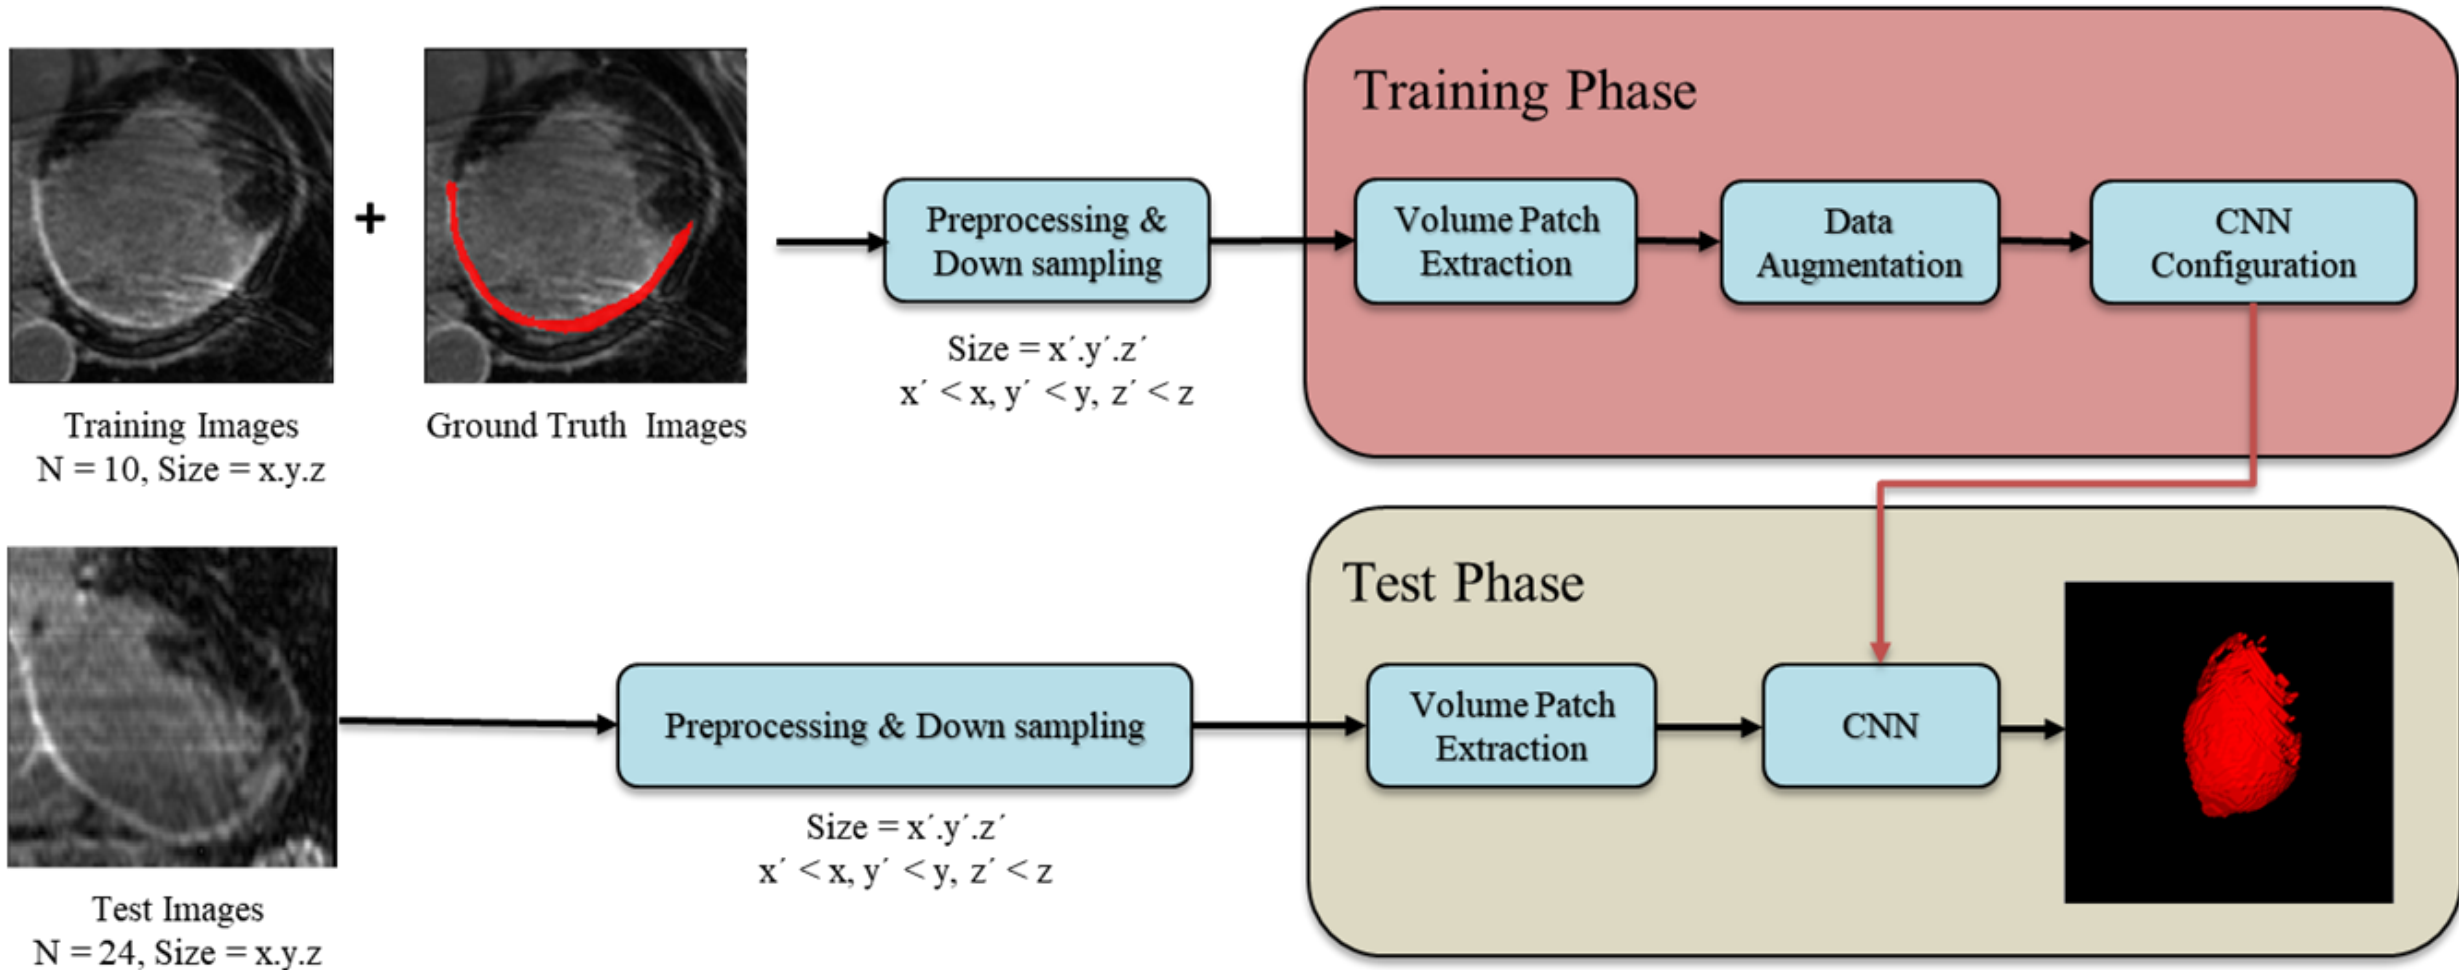 Training Phase
+
Preprocessing &
Down sampling
Volume Patch
Extraction
Data
Augmentation
CNN
Configuration
Size = x´.y´.z´
x´ < x, y´ < y, z´ < z
Training Images
N = 10, Size = x.y.z
Ground Truth Images
Test Phase
Preprocessing & Down sampling
Volume Patch
Extraction
CNN
Size = x´.y´.z´
x´ < x, y´ < y, z´ < z
Test Images
N = 24, Size = x.y.z